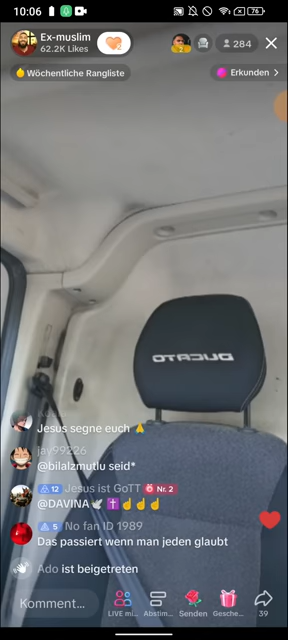 10:06
76
Ex-muslim
62.2K Likes
284
Wöchentliche Rangliste
Erkunden >
DUCATO
Jesus segne euch 🙏
jay99226
@bilalzmutlu seid*
12 Jesus ist GoTT Nr. 2
@DAVINA🕊️✝️☝️☝️☝️
5 No fan ID 1989
Das passiert wenn man jeden glaubt
Ado ist beigetreten
Komment...
LIVE mi...
Abstim...
Senden
Gesche...
39